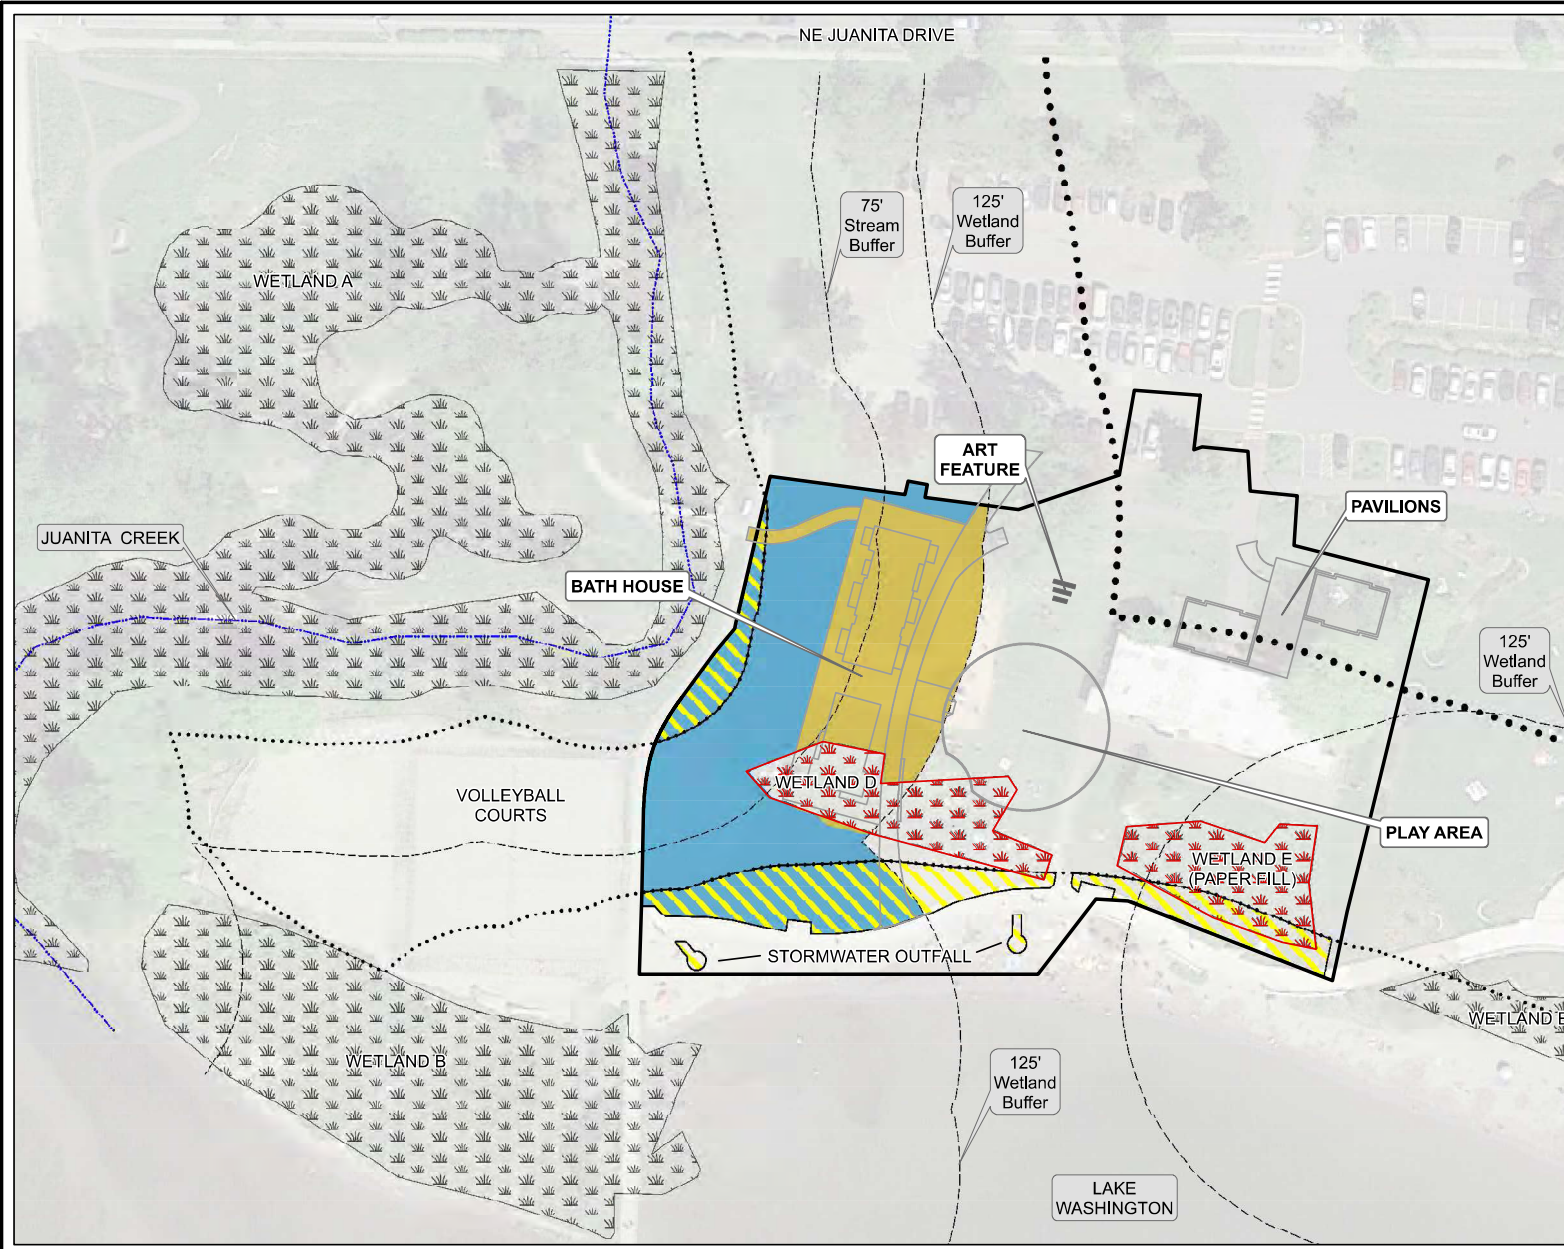 NE JUANITA DRIVE
75'
Stream
Buffer
125'
Wetland
Buffer
WETLAND A
ART
FEATURE
PAVILIONS
JUANITA CREEK
BATH HOUSE
125'
Wetland
Buffer
WETLAND D
VOLLEYBALL
COURTS
PLAY AREA
WETLAND E
(PAPER FILL)
STORMWATER OUTFALL
WETLAND E
WETLAND B
125'
Wetland
Buffer
LAKE
WASHINGTON